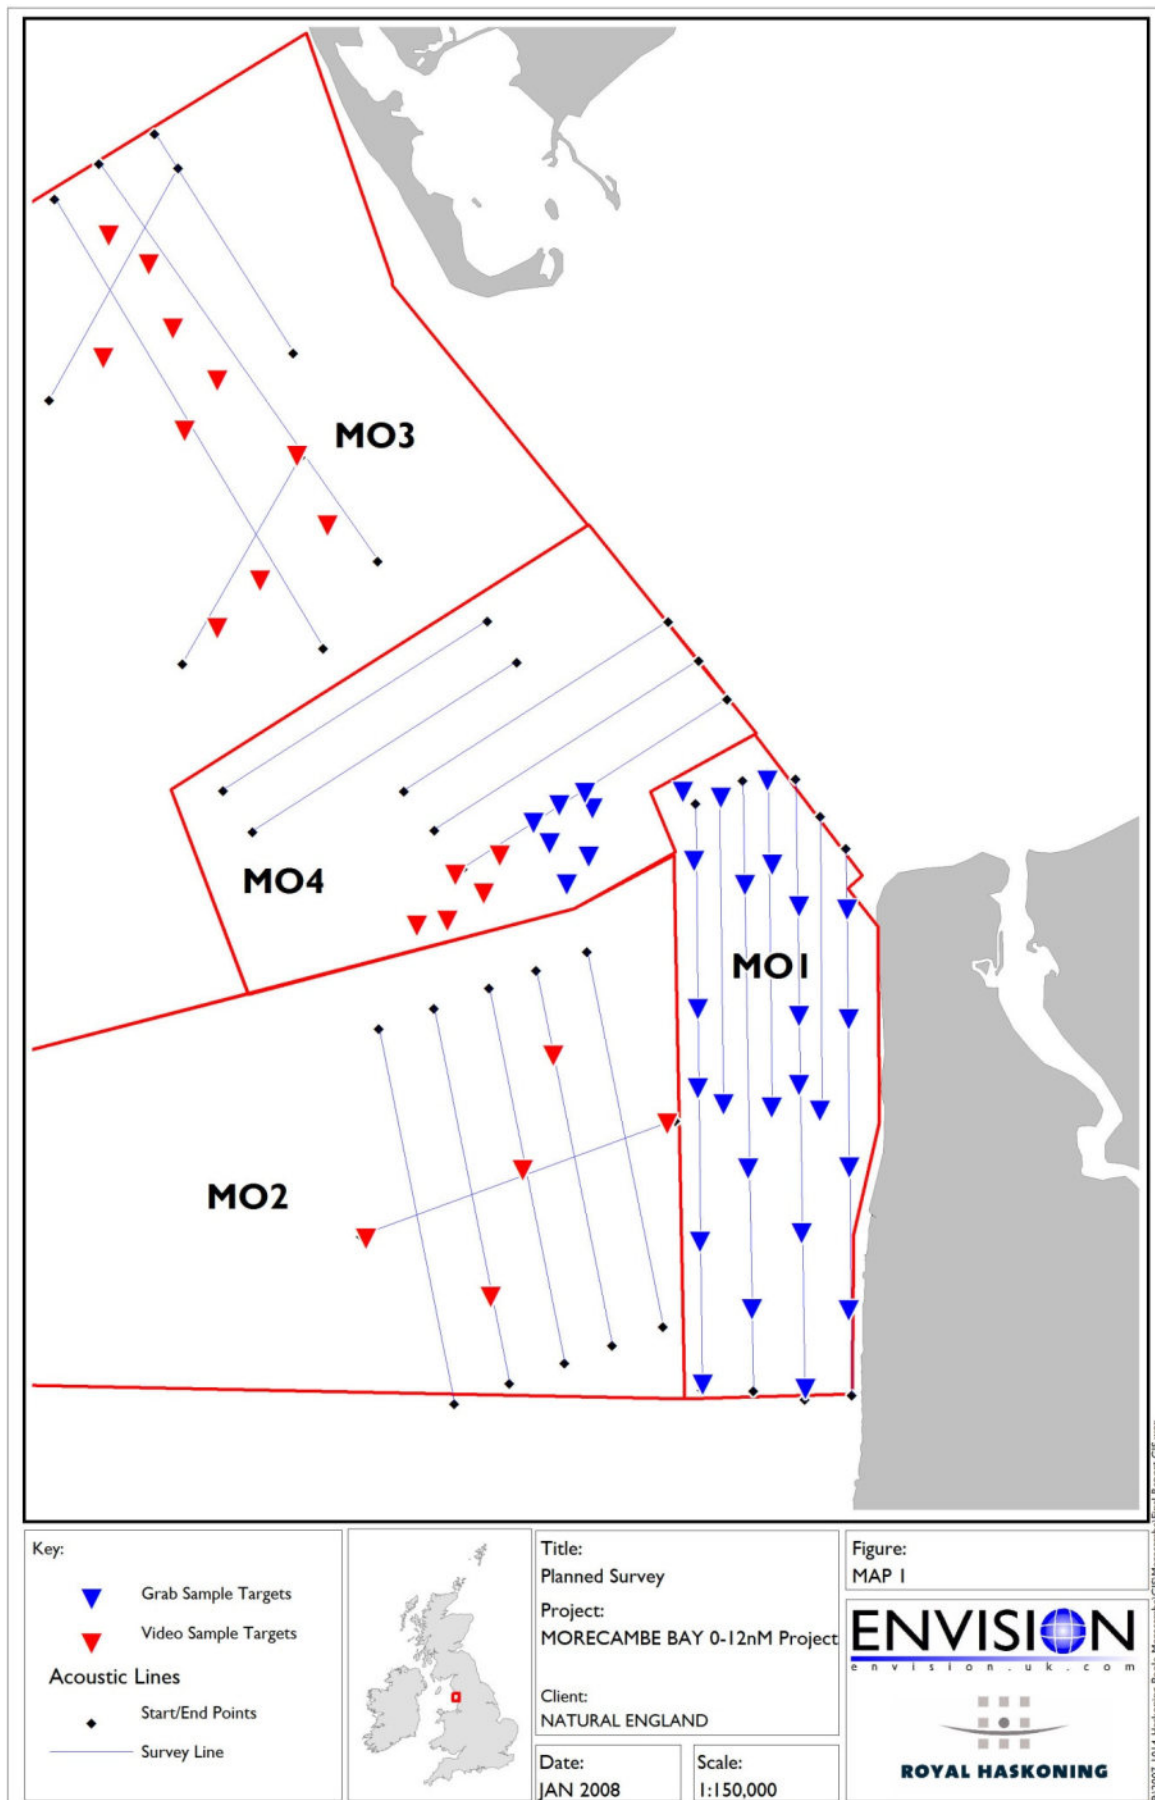 MO3
MO4
MO1
MO2
Key:
Grab Sample Targets
Video Sample Targets
Acoustic Lines
Start/End Points
Survey Line
Title:
Planned Survey
Project:
MORECAMBE BAY 0-12nM Project
Client:
NATURAL ENGLAND
Date:
JAN 2008
Scale:
1:150,000
Figure:
MAP 1
ENVISION
envision.uk.com
ROYAL HASKONING